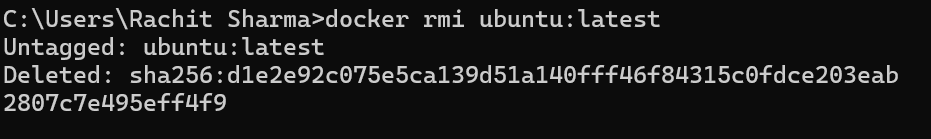 C:\Users\Rachit Sharma>docker rmi ubuntu:latest
Untagged: ubuntu:latest
Deleted: sha256:d1e2e92c075e5ca139d51a140fff46f84315c0fdce203eab
2807c7e495eff4f9